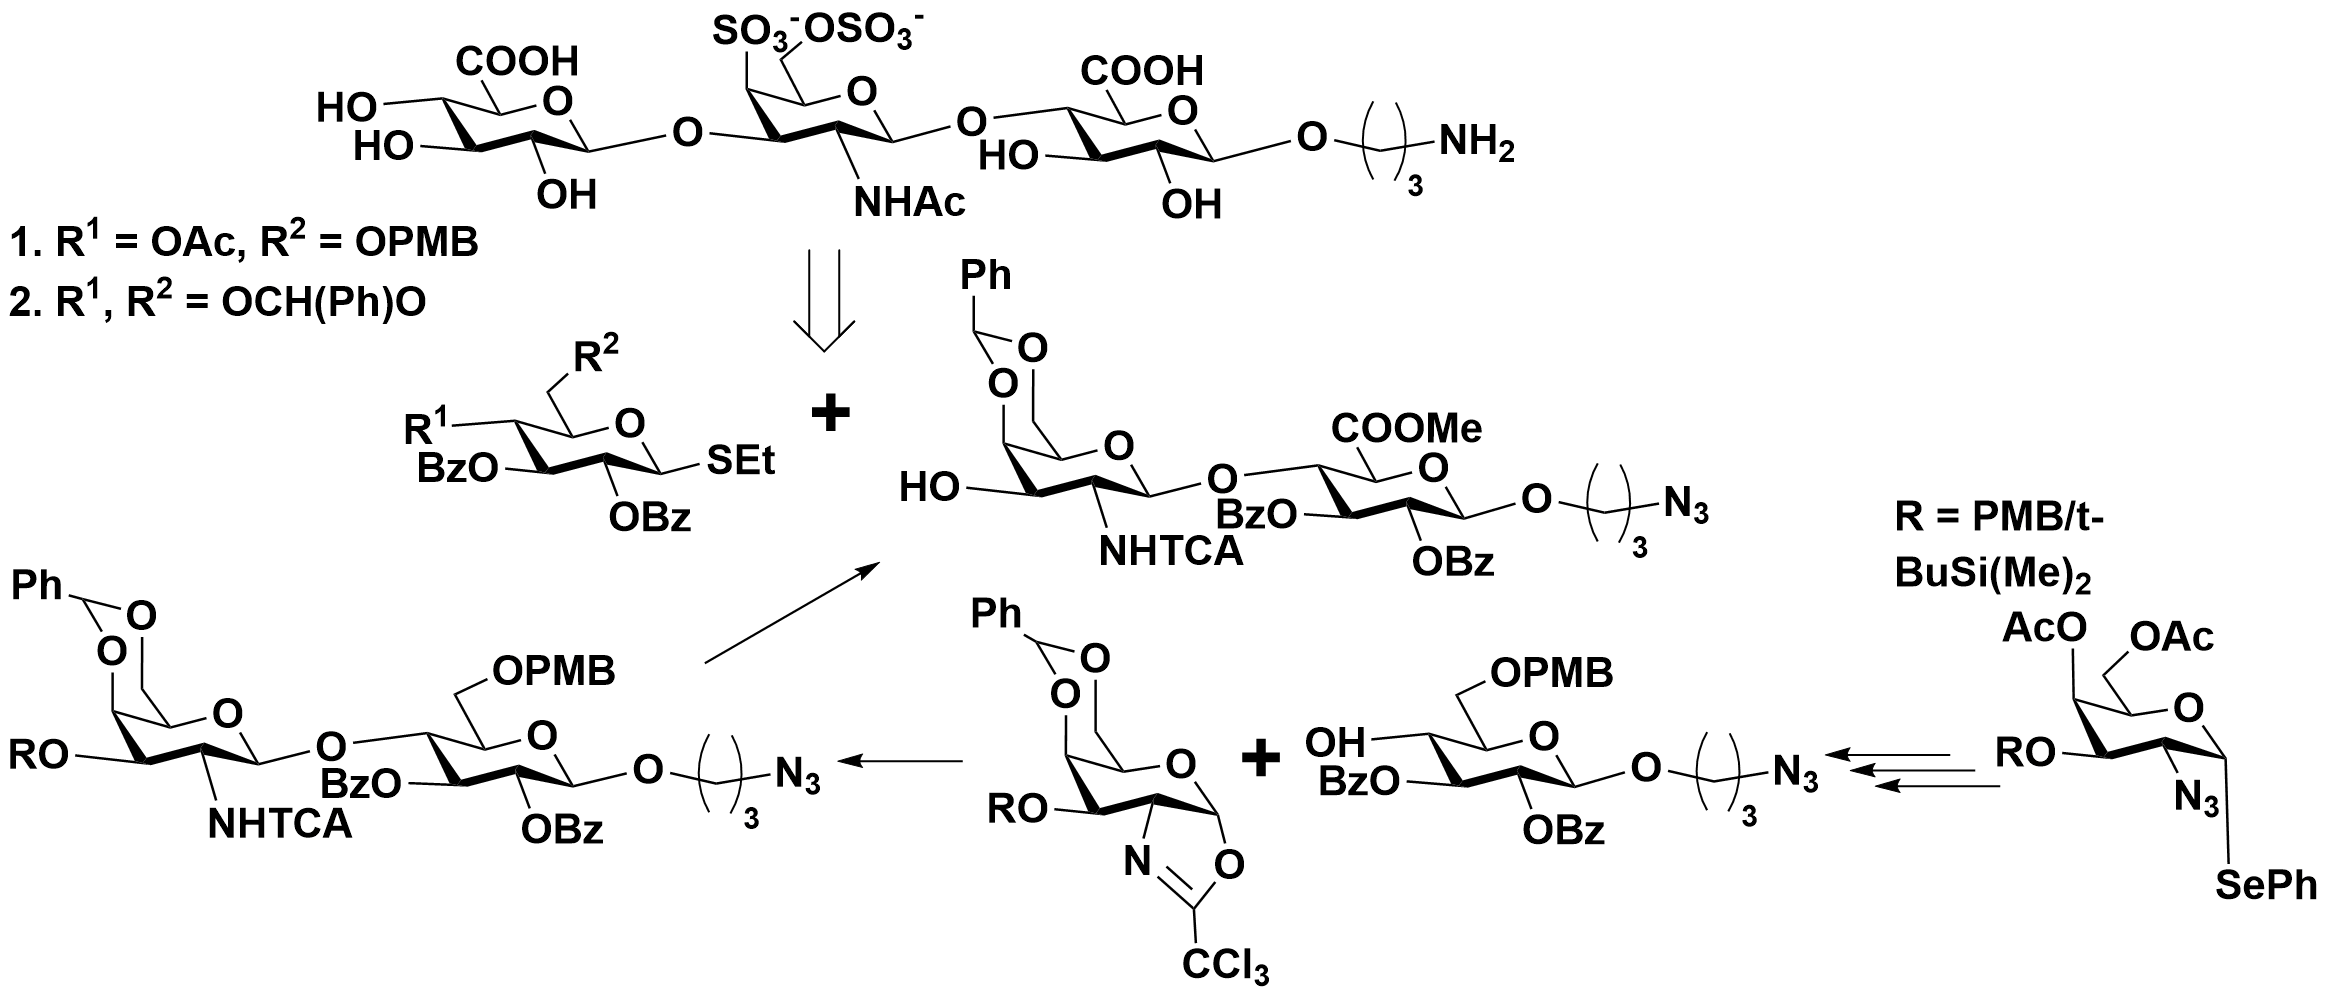 SO₃⁻ OSO₃⁻
COOH
COOH
HO O O O O O NH₂
HO HO 3
OH NHAc OH
1. R¹ = OAc, R² = OPMB
2. R¹, R² = OCH(Ph)O
Ph
R² O
O
R¹ O + COOMe
BzO SEt O O O O N₃
OBz HO BzO 3
NHTCA OBz
R = PMB/t-
BuSi(Me)₂
Ph O
O
OPMB
O O O O N₃
RO BzO 3
NHTCA OBz
Ph O
O
OPMB
O + OH O O N₃
RO BzO 3
N O OBz
CCl₃
AcO OAc
O
RO
N₃
SePh